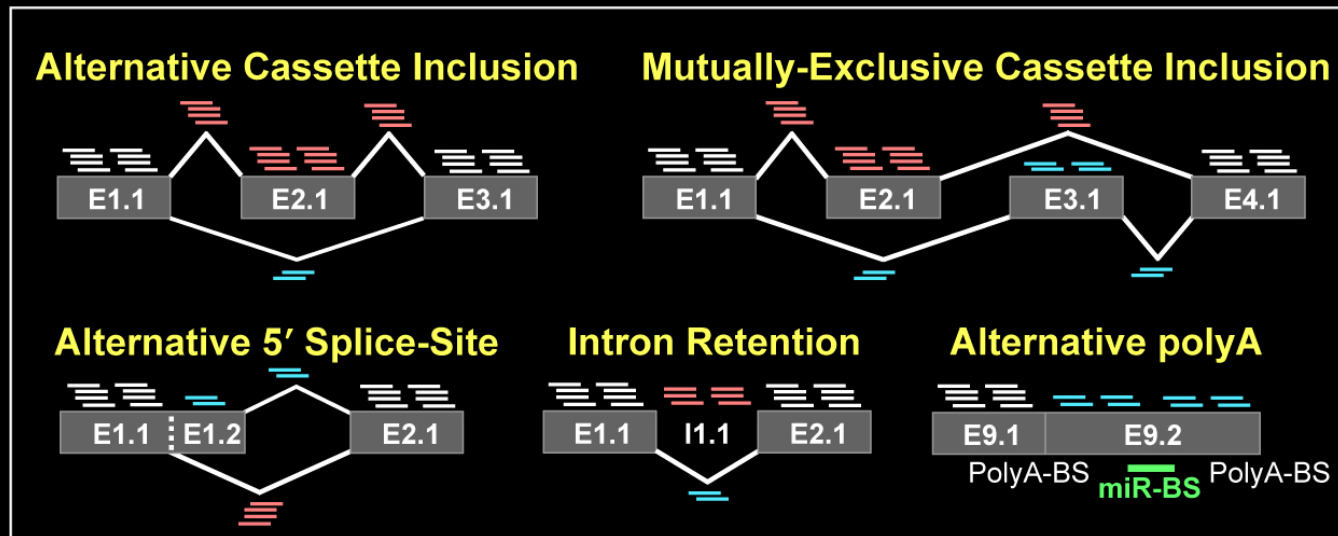 Alternative Cassette Inclusion
E1.1 E2.1 E3.1
Mutually-Exclusive Cassette Inclusion
E1.1 E2.1 E3.1 E4.1
Alternative 5′ Splice-Site
E1.1 E1.2 E2.1
Intron Retention
E1.1 I1.1 E2.1
Alternative polyA
E9.1 E9.2
PolyA-BS miR-BS PolyA-BS